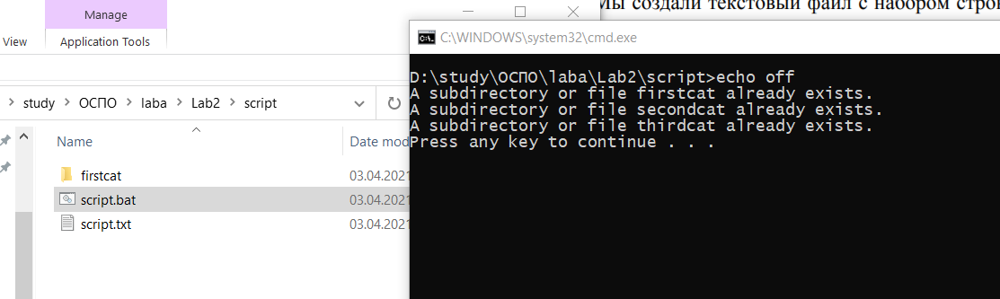 Manage
View
Application Tools
study
ОСПО
laba
Lab2
script
Name
Date mod
firstcat
03.04.2021
script.bat
03.04.2021
script.txt
03.04.2021
Мы создали текстовый файл с набором стро
C:\WINDOWS\system32\cmd.exe
D:\study\ОСПО\laba\Lab2\script>echo off
A subdirectory or file firstcat already exists.
A subdirectory or file secondcat already exists.
A subdirectory or file thirdcat already exists.
Press any key to continue . . .